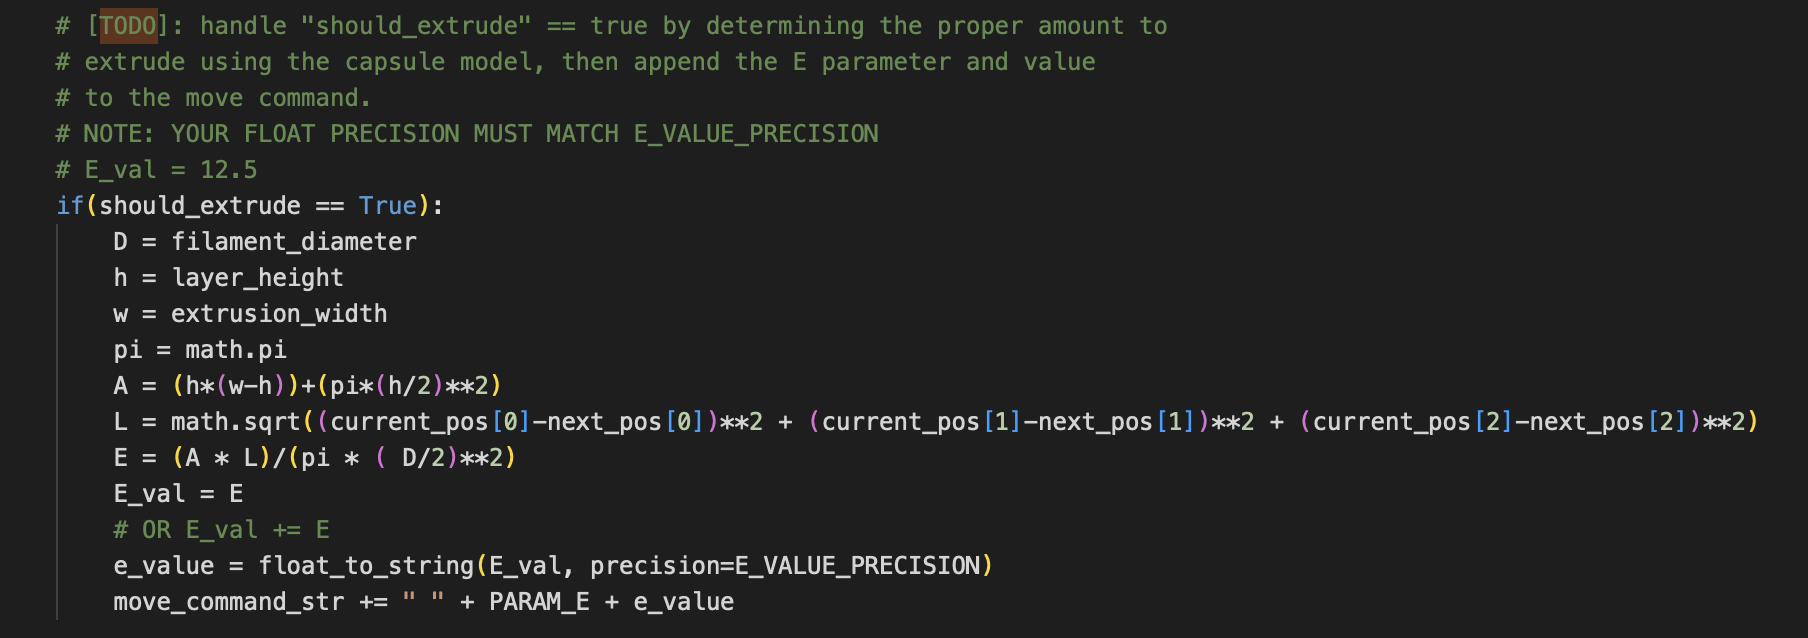 # [TODO]: handle "should_extrude" == true by determining the proper amount to
# extrude using the capsule model, then append the E parameter and value
# to the move command.
# NOTE: YOUR FLOAT PRECISION MUST MATCH E_VALUE_PRECISION
# E_val = 12.5
if(should_extrude == True):
    D = filament_diameter
    h = layer_height
    w = extrusion_width
    pi = math.pi
    A = (h*(w-h))+(pi*(h/2)**2)
    L = math.sqrt((current_pos[0]-next_pos[0])**2 + (current_pos[1]-next_pos[1])**2 + (current_pos[2]-next_pos[2])**2)
    E = (A * L)/(pi * ( D/2)**2)
    E_val = E
    # OR E_val += E
    e_value = float_to_string(E_val, precision=E_VALUE_PRECISION)
    move_command_str += " " + PARAM_E + e_value